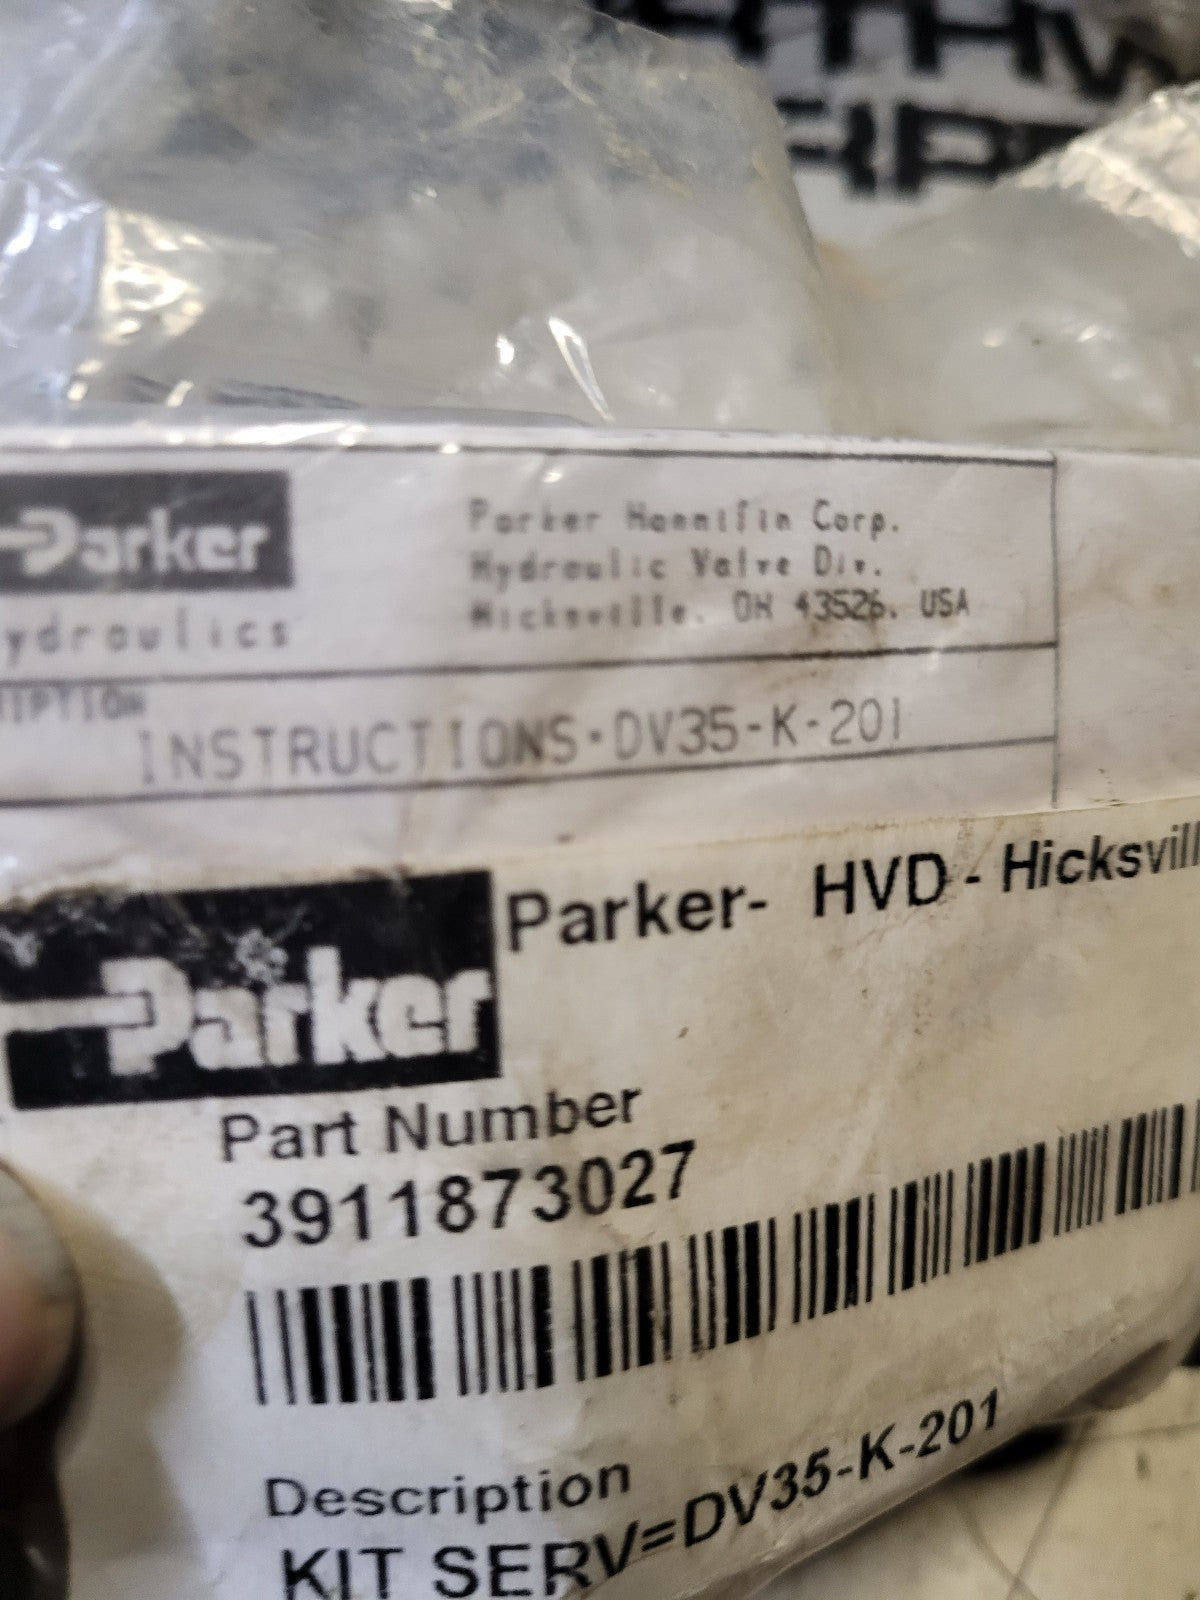 Parker
Parker Hannifin Corp.
Hydraulic Valve Div.
Hicksville, OH 43526. USA
ydraulics
IPTION
INSTRUCTIONS-DV35-K-201
Parker- HVD - Hicksvill
Parker
Part Number
3911873027
Description
KIT SERV=DV35-K-201